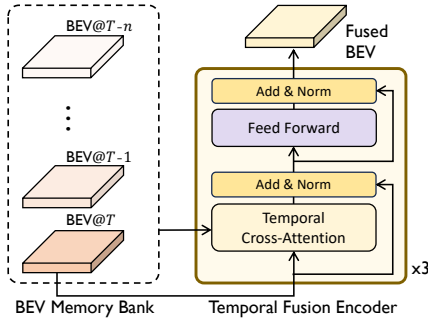 BEV@T-n
⋮
BEV@T-1
BEV@T
BEV Memory Bank
Fused
BEV
Add & Norm
Feed Forward
Add & Norm
Temporal
Cross-Attention
x3
Temporal Fusion Encoder